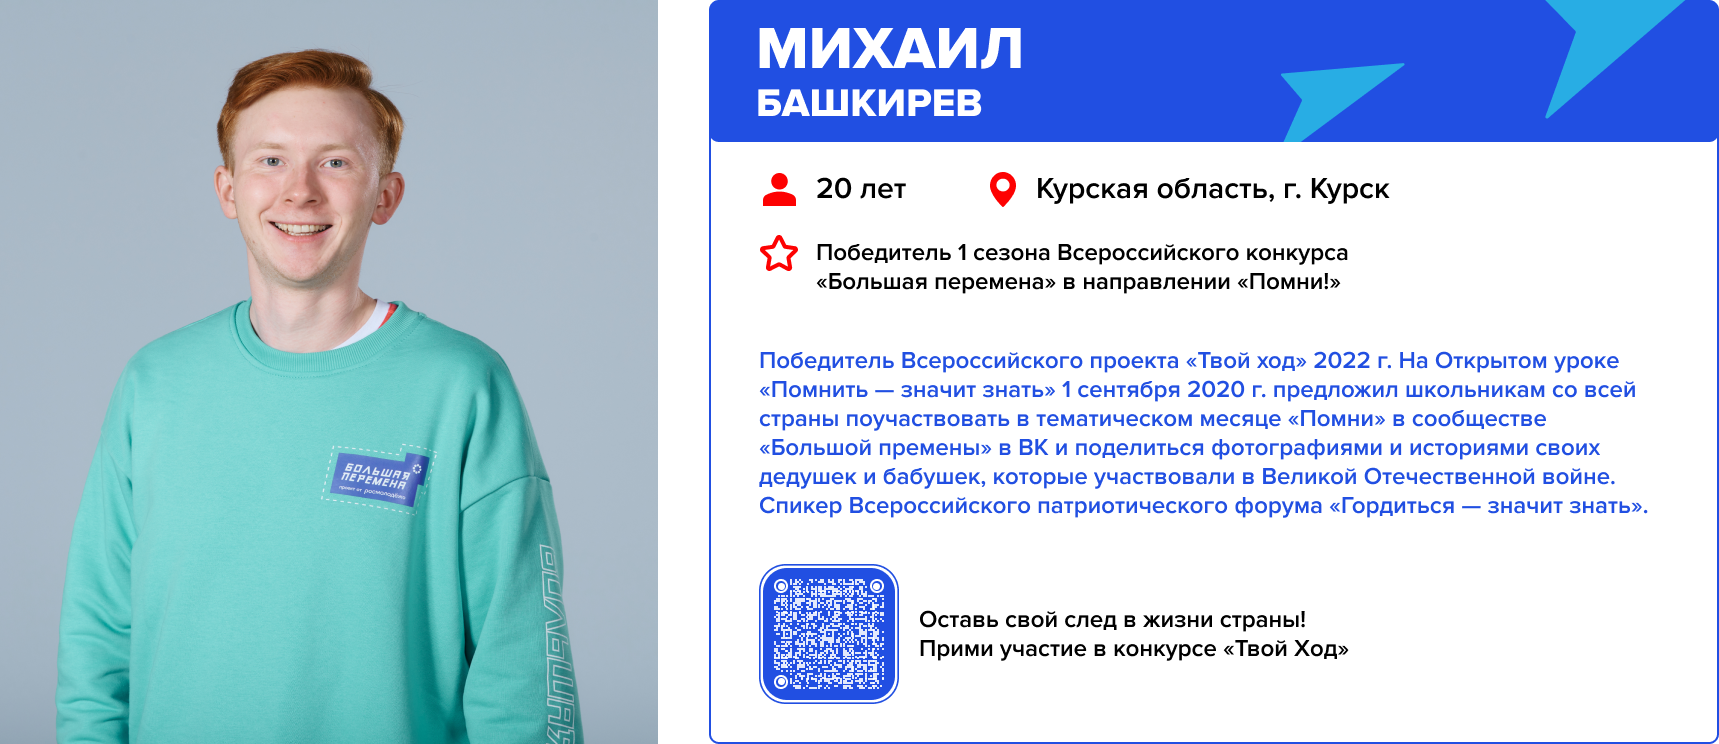 МИХАИЛ
БАШКИРЕВ
20 лет
Курская область, г. Курск
Победитель 1 сезона Всероссийского конкурса
«Большая перемена» в направлении «Помни!»
Победитель Всероссийского проекта «Твой ход» 2022 г. На Открытом уроке
«Помнить — значит знать» 1 сентября 2020 г. предложил школьникам со всей
страны поучаствовать в тематическом месяце «Помни» в сообществе
«Большой премены» в ВК и поделиться фотографиями и историями своих
дедушек и бабушек, которые участвовали в Великой Отечественной войне.
Спикер Всероссийского патриотического форума «Гордиться — значит знать».
Оставь свой след в жизни страны!
Прими участие в конкурсе «Твой Ход»
БОЛЬШАЯ
ПЕРЕМЕНА
проект от росмолодёжь